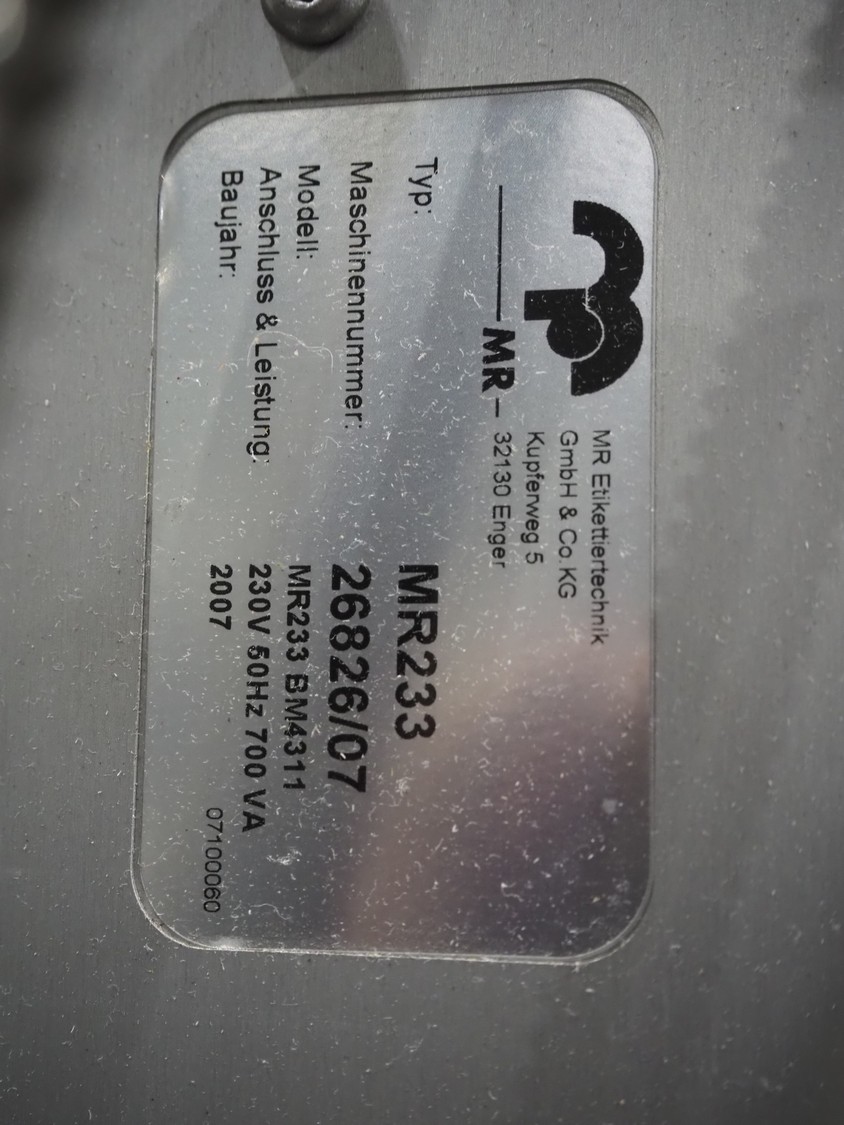 MR Etikettiertechnik
GmbH & Co.KG
Kupferweg 5
MR – 32130 Enger
Typ: MR233
Maschinennummer: 26826/07
Modell: MR233 BM4311
Anschluss & Leistung: 230V 50Hz 700 VA
Baujahr: 2007
07100060